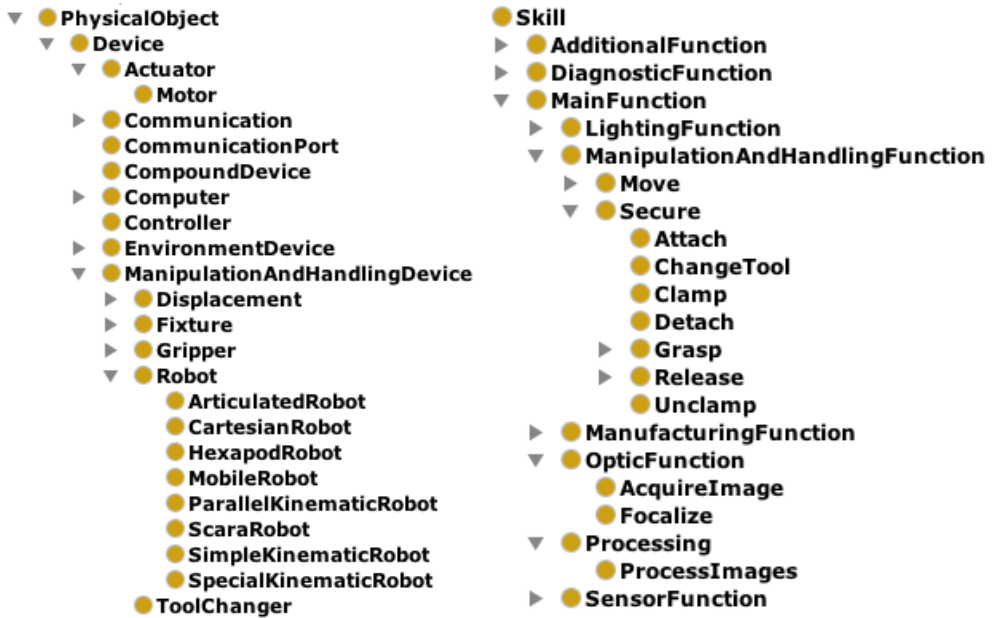 PhysicalObject
Device
Actuator
Motor
Communication
CommunicationPort
CompoundDevice
Computer
Controller
EnvironmentDevice
ManipulationAndHandlingDevice
Displacement
Fixture
Gripper
Robot
ArticulatedRobot
CartesianRobot
HexapodRobot
MobileRobot
ParallelKinematicRobot
ScaraRobot
SimpleKinematicRobot
SpecialKinematicRobot
ToolChanger
Skill
AdditionalFunction
DiagnosticFunction
MainFunction
LightingFunction
ManipulationAndHandlingFunction
Move
Secure
Attach
ChangeTool
Clamp
Detach
Grasp
Release
Unclamp
ManufacturingFunction
OpticFunction
AcquireImage
Focalize
Processing
ProcessImages
SensorFunction